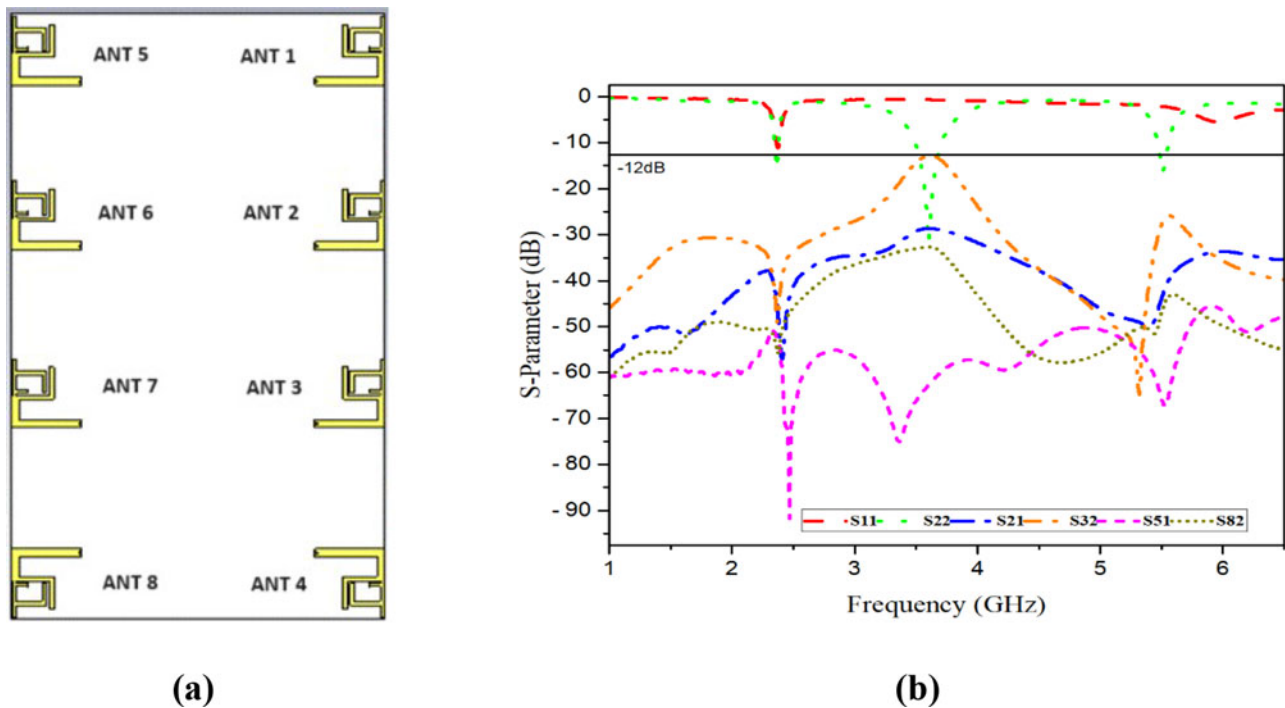 ANT 5 ANT 1
ANT 6 ANT 2
ANT 7 ANT 3
ANT 8 ANT 4
(a)
S-Parameter (dB)
0
- 10
-12dB
- 20
- 30
- 40
- 50
- 60
- 70
- 80
- 90
S11 S22 S21 S32 S51 S82
1 2 3 4 5 6
Frequency (GHz)
(b)